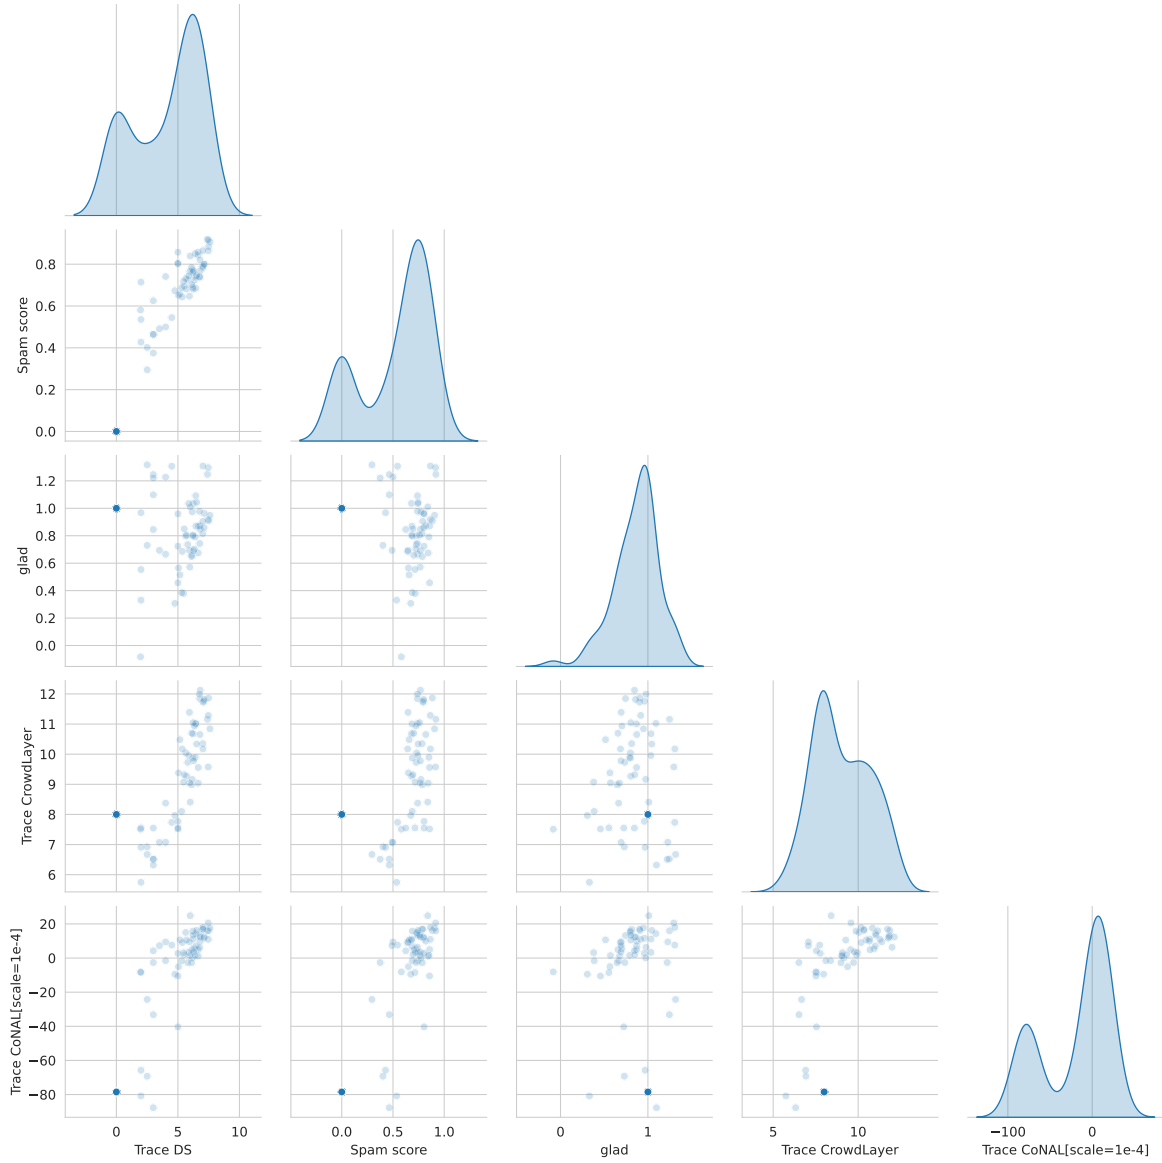 Spam score
0.8
0.6
0.4
0.2
0.0
glad
1.2
1.0
0.8
0.6
0.4
0.2
0.0
Trace CrowdLayer
12
11
10
9
8
7
6
Trace CoNAL[scale=1e-4]
20
0
−20
−40
−60
−80
0 5 10
Trace DS
0.0 0.5 1.0
Spam score
0 1
glad
5 10
Trace CrowdLayer
−100 0
Trace CoNAL[scale=1e-4]